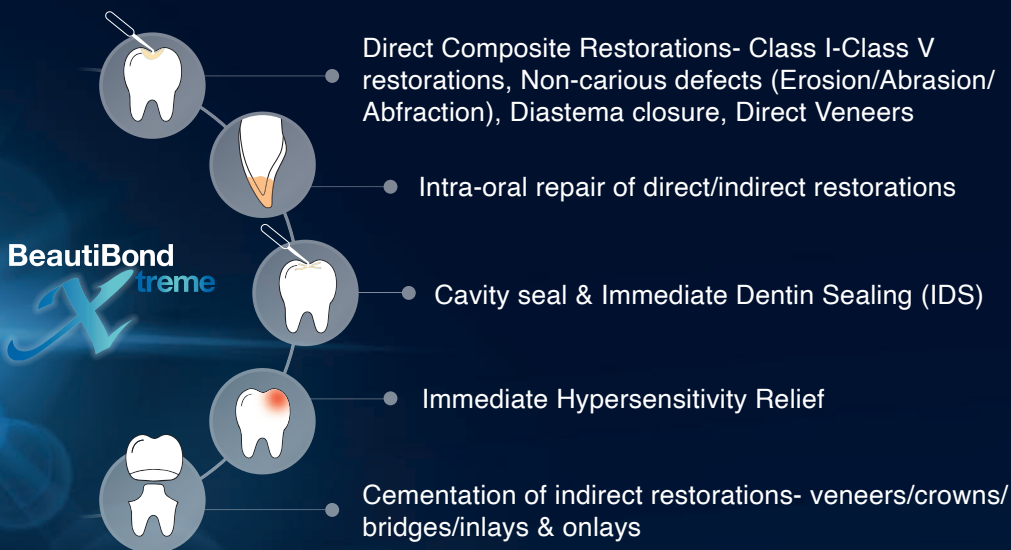 Direct Composite Restorations- Class I-Class V
restorations, Non-carious defects (Erosion/Abrasion/
Abfraction), Diastema closure, Direct Veneers
Intra-oral repair of direct/indirect restorations
BeautiBond
Xtreme
Cavity seal & Immediate Dentin Sealing (IDS)
Immediate Hypersensitivity Relief
Cementation of indirect restorations- veneers/crowns/
bridges/inlays & onlays